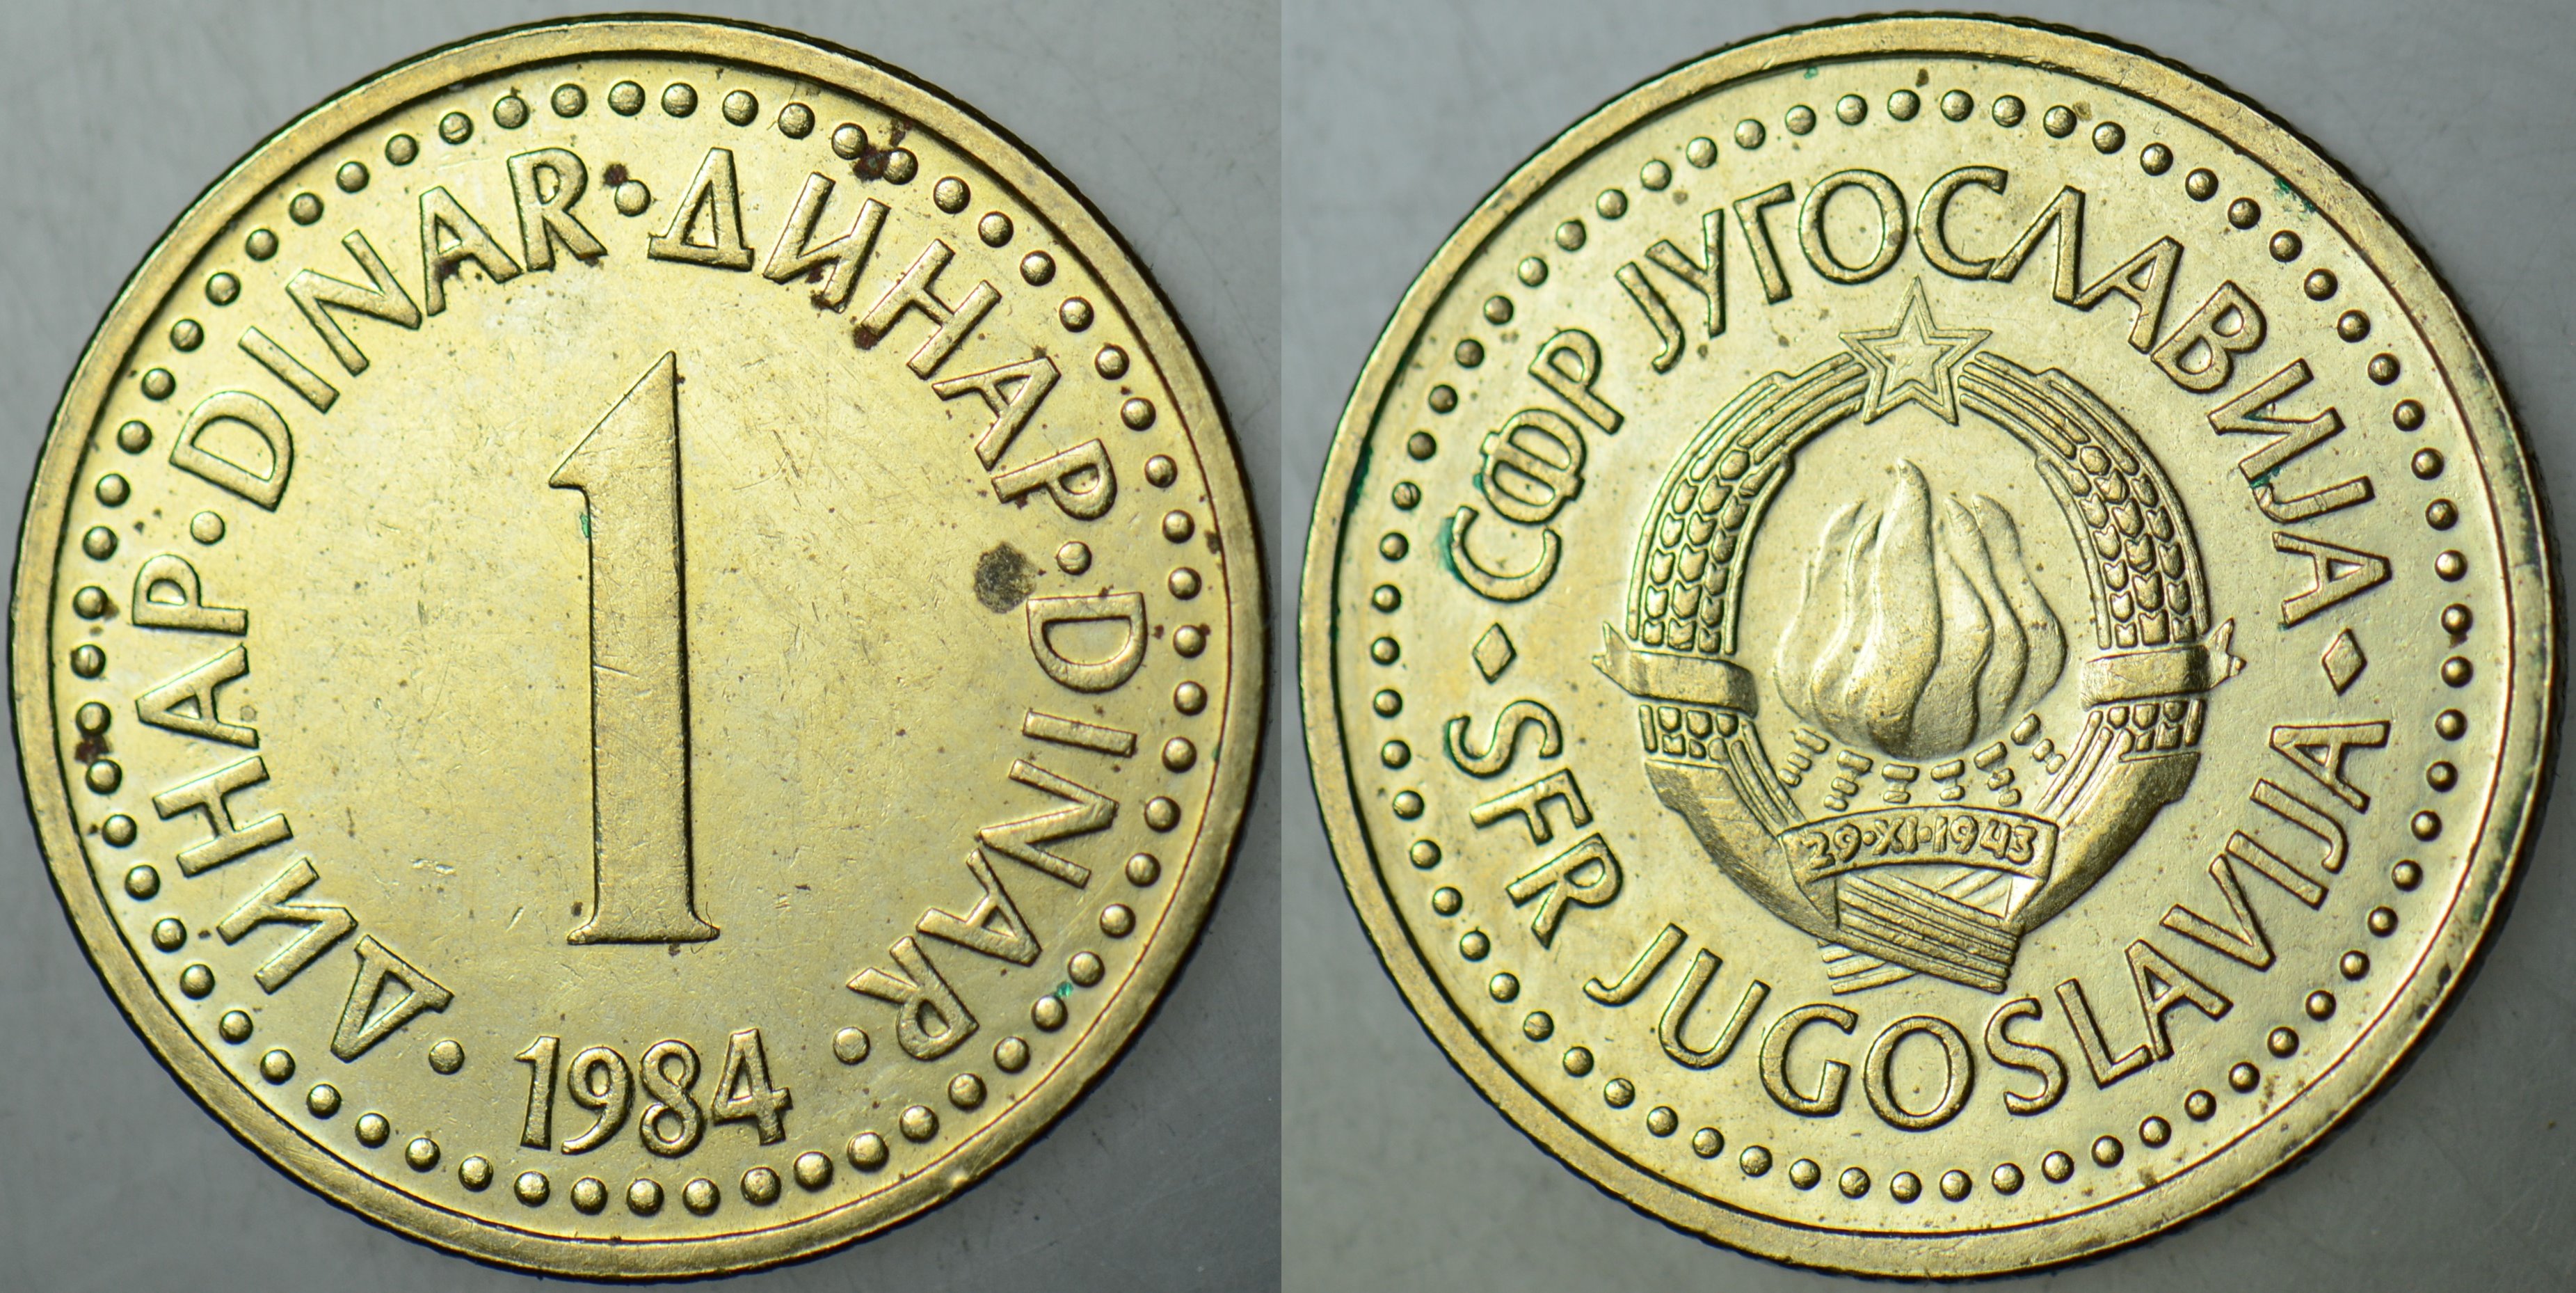 ДИНАР · DINAR · ДИНАР · DINAR
1
· 1984 ·
СФР ЈУГОСЛАВИЈА
29·XI·1943
SFR JUGOSLAVIJA